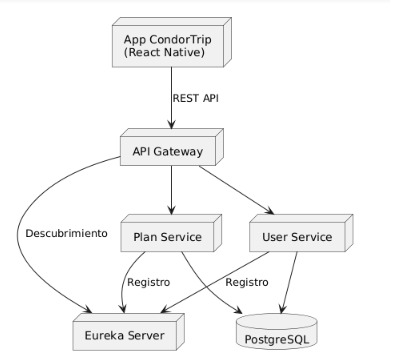 App CondorTrip
(React Native)
REST API
API Gateway
Descubrimiento
Plan Service
User Service
Registro
Registro
Eureka Server
PostgreSQL